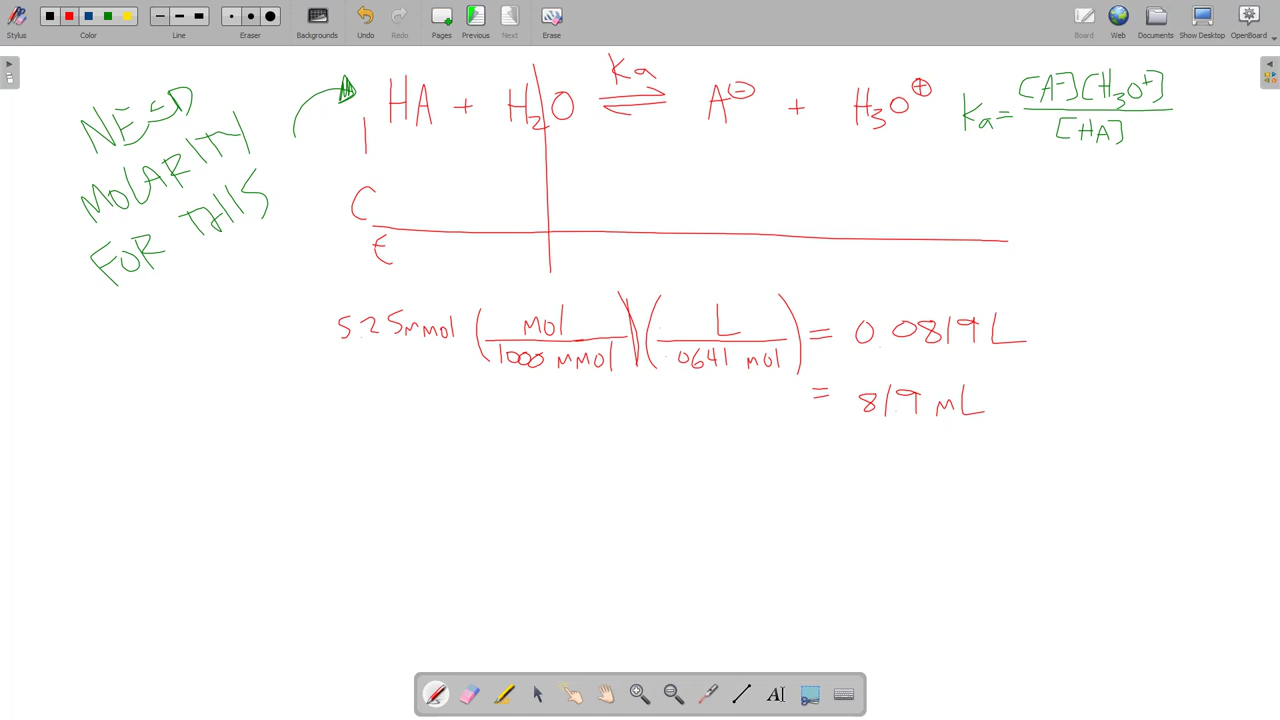 Stylus
Color
Line
Eraser
Backgrounds
Undo
Redo
Pages
Previous
Next
Erase
Board
Web
Documents
Show Desktop
OpenBoard
NEED
MOLARITY
FOR THIS
Ka
HA + H₂O ⇌ A⊖ + H₃O⊕
I
C
E
Ka = [A⁻][H₃O⁺] / [HA]
5.25 mmol (mol / 1000 mmol)(L / .0641 mol) = 0.0819 L
= 81.9 mL